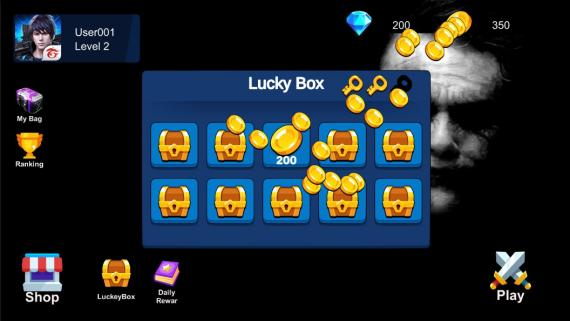 User001
Level 2
200
350
Lucky Box
My Bag
Ranking
200
Shop
LuckeyBox
Daily
Rewar
Play